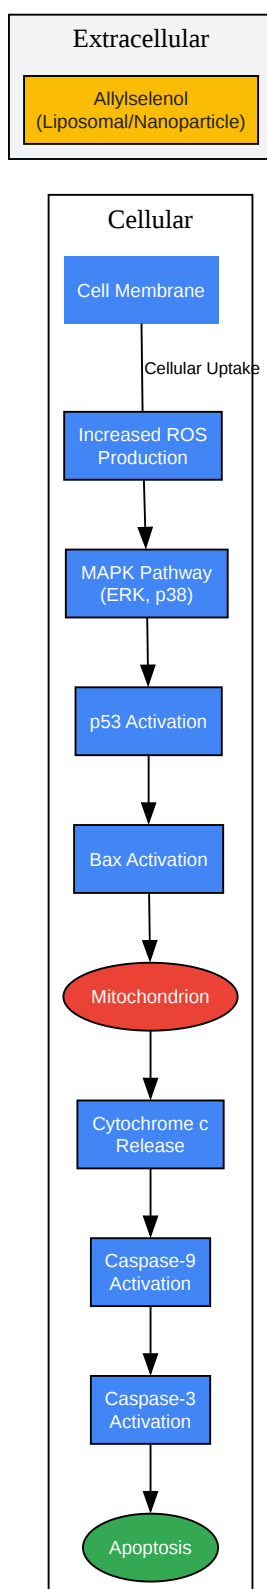 Extracellular
Allylselenol
(Liposomal/Nanoparticle)
Cellular
Cell Membrane
Cellular Uptake
Increased ROS
Production
MAPK Pathway
(ERK, p38)
p53 Activation
Bax Activation
Mitochondrion
Cytochrome c
Release
Caspase-9
Activation
Caspase-3
Activation
Apoptosis